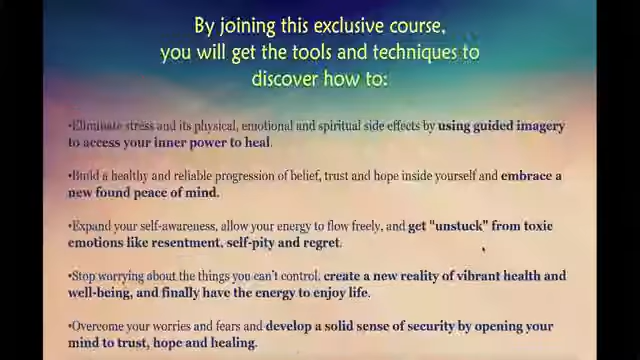 By joining this exclusive course,
you will get the tools and techniques to
discover how to:
•Eliminate stress and its physical, emotional and spiritual side effects by using guided imagery
to access your inner power to heal.
•Build a healthy and reliable progression of belief, trust and hope inside yourself and embrace a
new found peace of mind.
•Expand your self-awareness, allow your energy to flow freely, and get "unstuck" from toxic
emotions like resentment, self-pity and regret.
•Stop worrying about the things you can't control, create a new reality of vibrant health and
well-being, and finally have the energy to enjoy life.
•Overcome your worries and fears and develop a solid sense of security by opening your
mind to trust, hope and healing.